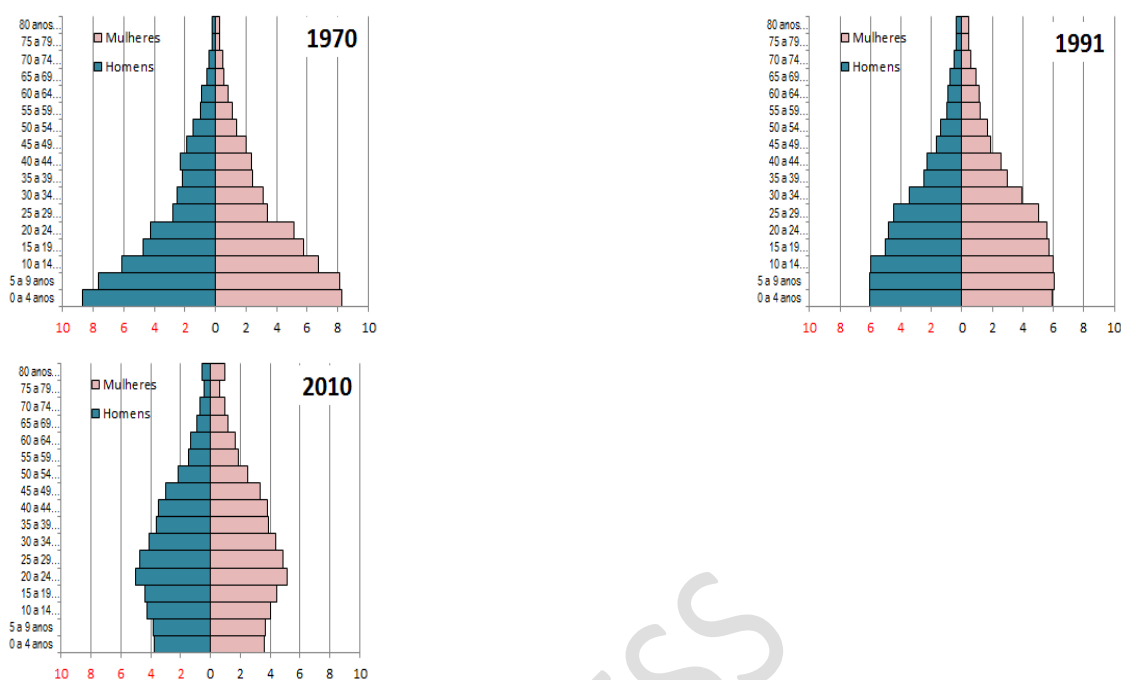 1970
Mulheres
Homens
80 anos...
75 a 79...
70 a 74...
65 a 69...
60 a 64...
55 a 59...
50 a 54...
45 a 49...
40 a 44...
35 a 39...
30 a 34...
25 a 29...
20 a 24...
15 a 19...
10 a 14...
5 a 9 anos
0 a 4 anos
10 8 6 4 2 0 2 4 6 8 10
1991
Mulheres
Homens
80 anos...
75 a 79...
70 a 74...
65 a 69...
60 a 64...
55 a 59...
50 a 54...
45 a 49...
40 a 44...
35 a 39...
30 a 34...
25 a 29...
20 a 24...
15 a 19...
10 a 14...
5 a 9 anos
0 a 4 anos
10 8 6 4 2 0 2 4 6 8 10
2010
Mulheres
Homens
80 anos...
75 a 79...
70 a 74...
65 a 69...
60 a 64...
55 a 59...
50 a 54...
45 a 49...
40 a 44...
35 a 39...
30 a 34...
25 a 29...
20 a 24...
15 a 19...
10 a 14...
5 a 9 anos
0 a 4 anos
10 8 6 4 2 0 2 4 6 8 10